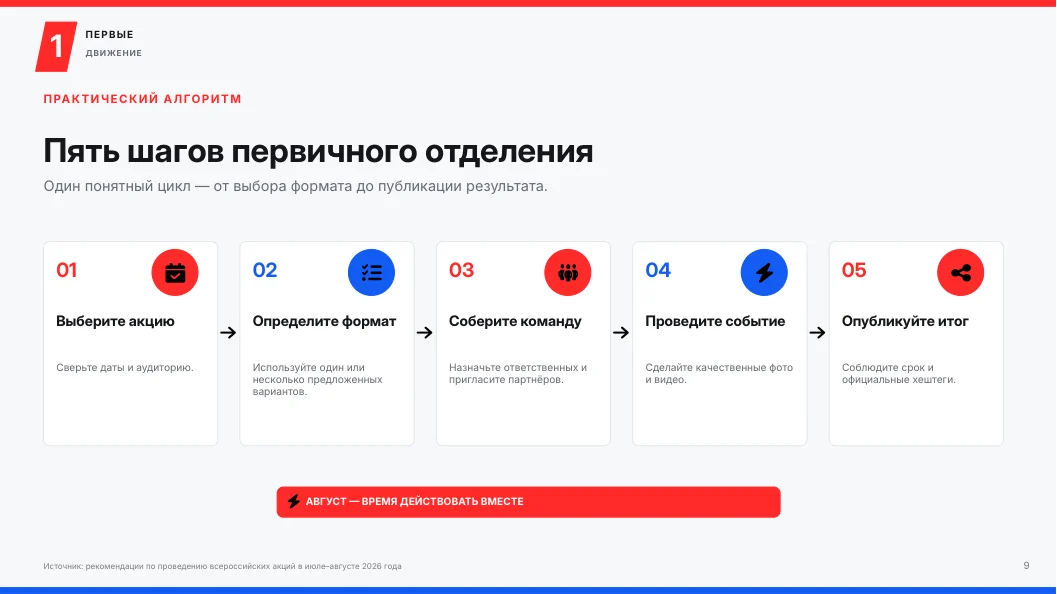 1
ПЕРВЫЕ
ДВИЖЕНИЕ
ПРАКТИЧЕСКИЙ АЛГОРИТМ
Пять шагов первичного отделения
Один понятный цикл — от выбора формата до публикации результата.
01
Выберите акцию
Сверьте даты и аудиторию.
02
Определите формат
Используйте один или
несколько предложенных
вариантов.
03
Соберите команду
Назначьте ответственных и
пригласите партнёров.
04
Проведите событие
Сделайте качественные фото
и видео.
05
Опубликуйте итог
Соблюдите срок и
официальные хештеги.
АВГУСТ — ВРЕМЯ ДЕЙСТВОВАТЬ ВМЕСТЕ
Источник: рекомендации по проведению всероссийских акций в июле–августе 2026 года
9